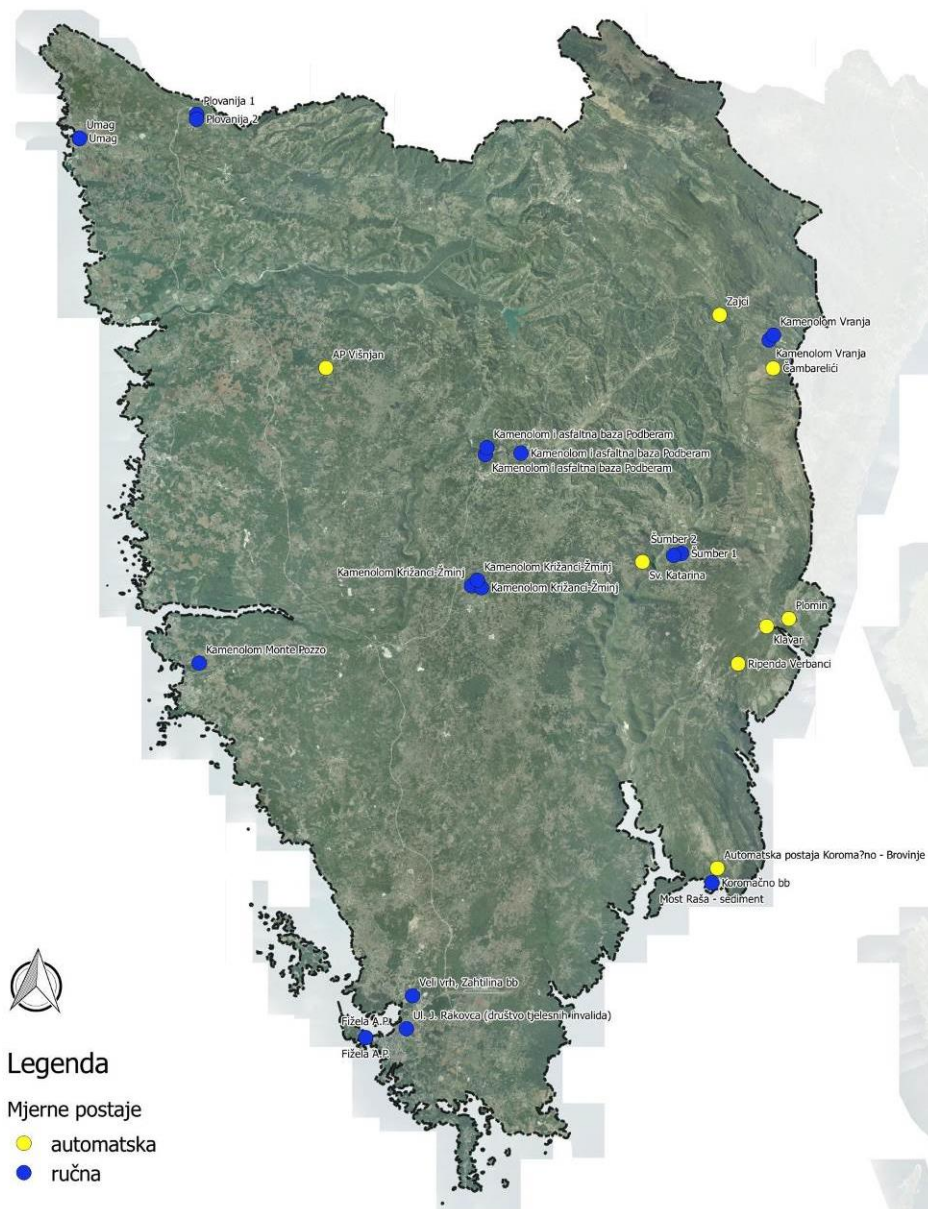 Plovanija 1
Plovanija 2
Umag
Umag
Zajci
Kamenolom Vranja
Kamenolom Vranja
Čambarelići
AP Višnjan
Kamenolom i asfaltna baza Podberam
Kamenolom i asfaltna baza Podberam
Kamenolom i asfaltna baza Podberam
Šumber 2
Šumber 1
Sv. Katarina
Kamenolom Križanci-Žminj
Kamenolom Križanci-Žminj
Kamenolom Križanci-Žminj
Plomin
Klavar
Ripenda Verbanci
Kamenolom Monte Pozzo
Automatska postaja Koroma?no - Brovinje
Koromačno bb
Most Raša - sediment
Veli vrh, Zahtilina bb
Ul. J. Rakovca (društvo tjelesnih invalida)
Fižela A.P.
Fižela A.P.
Legenda
Mjerne postaje
automatska
ručna